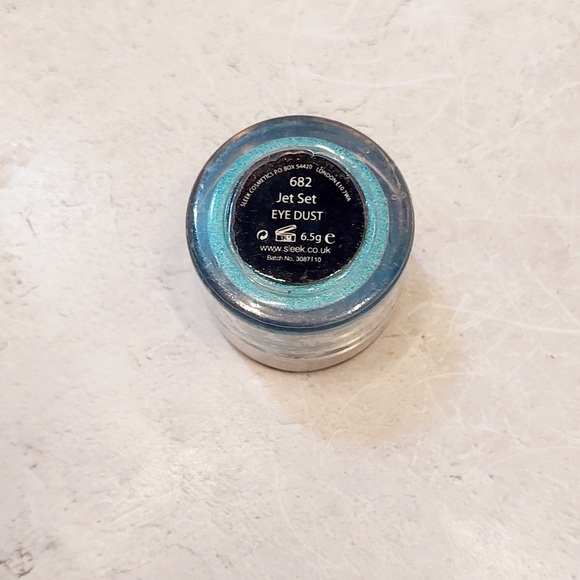 SLEEK COSMETICS P.O. BOX 54420 LONDON E10 7WA
682
Jet Set
EYE DUST
6.5g e
www.sleek.co.uk
Batch No. 3087110